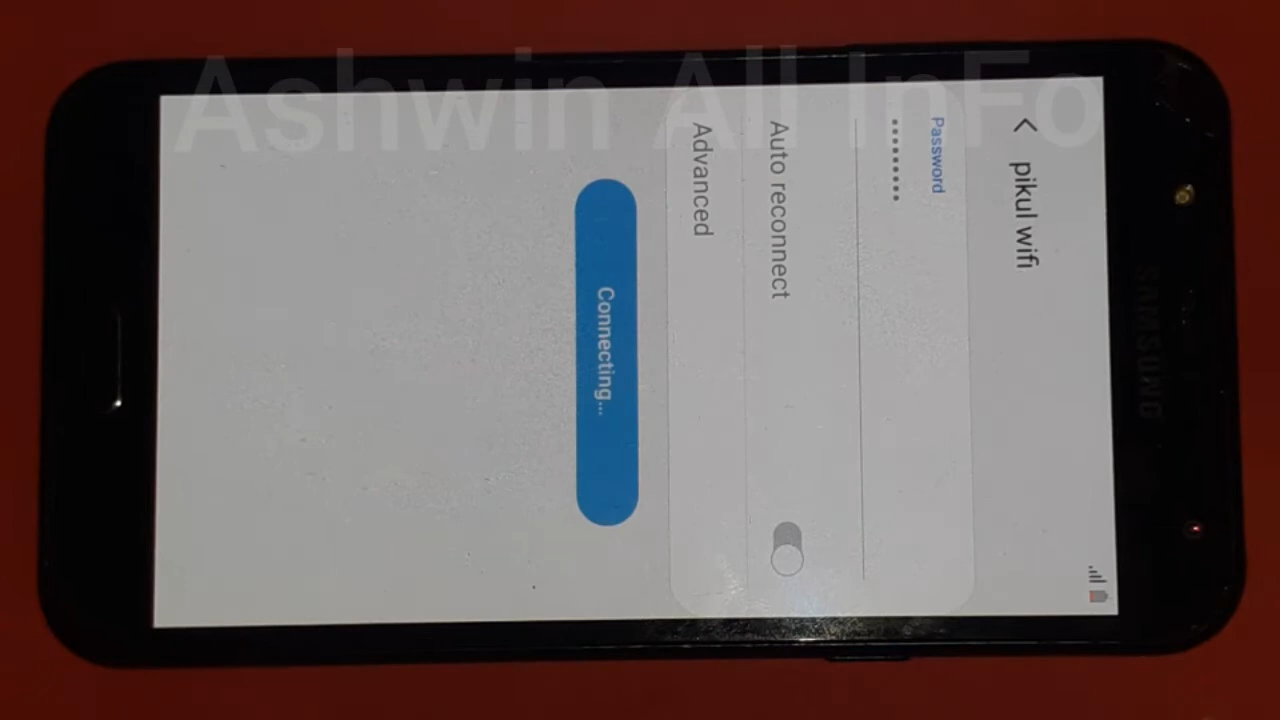 Ashwin All InFo
SAMSUNG
pikul wifi
Password
•••••••••
Auto reconnect
Advanced
Connecting...